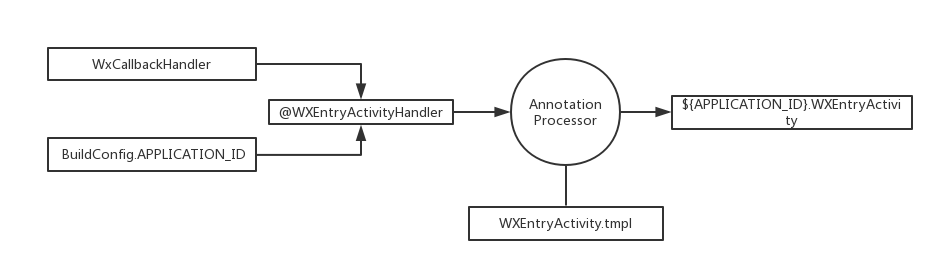 WxCallbackHandler
@WXEntryActivityHandler
BuildConfig.APPLICATION_ID
Annotation
Processor
${APPLICATION_ID}.WXEntryActivi
ty
WXEntryActivity.tmpl